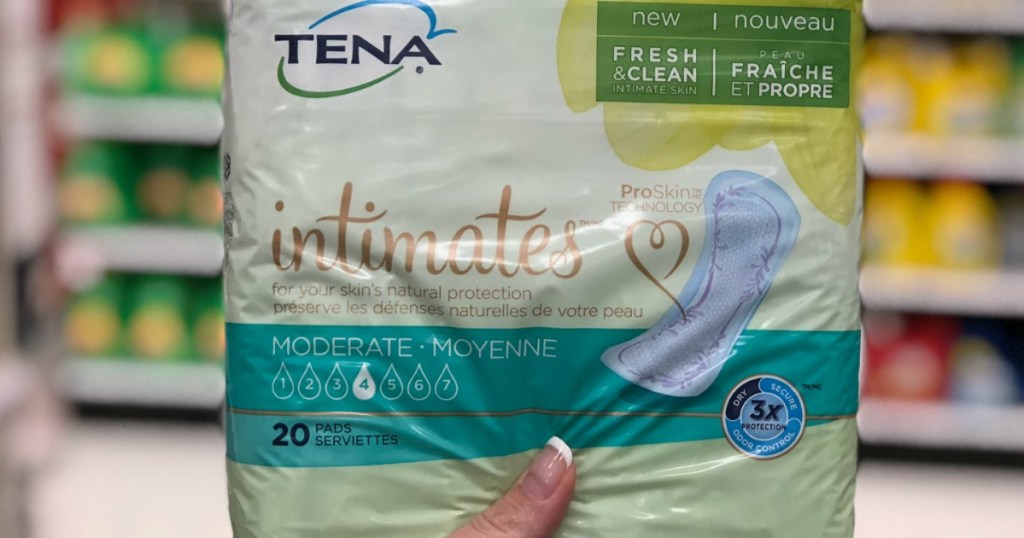 TENA®
new | nouveau
FRESH
&CLEAN
INTIMATE SKIN
PEAU
FRAÎCHE
ET PROPRE
ProSkin
TECHNOLOGY
intimates
for your skin's natural protection
préserve les défenses naturelles de votre peau
MODERATE · MOYENNE
1 2 3 4 5 6 7
20 PADS
SERVIETTES
DRY
SECURE
3x
PROTECTION
ODOR CONTROL
TM/MC